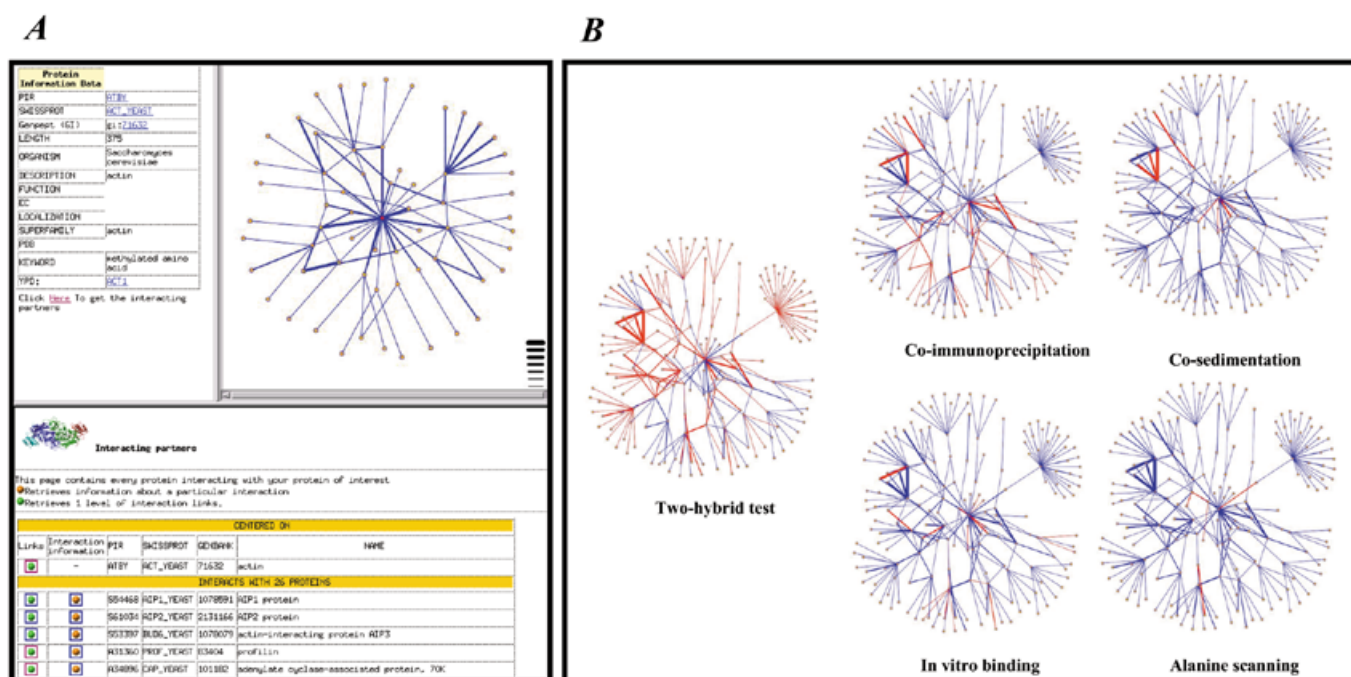 A
B
Protein
Information Data
PIR ATBY
SWISSPROT ACT_YEAST
Genpept (GI) gi:71632
LENGTH 375
ORGANISM Saccharomyces cerevisiae
DESCRIPTION actin
FUNCTION
EC
LOCALIZATION
SUPERFAMILY actin
PDB
KEYWORD methylated amino acid
YPD: ACT1
Click Here To get the interacting
partners
Interacting partners
This page contains every protein interacting with your protein of interest
Retrieves information about a particular interaction
Retrieves 1 level of interaction links.
CENTERED ON
Links Interaction information PIR SWISSPROT GENBANK NAME
- ATBY ACT_YEAST 71632 actin
INTERACTS WITH 26 PROTEINS
S54468 AIP1_YEAST 1078591 AIP1 protein
S61034 AIP2_YEAST 2131166 AIP2 protein
S53397 BUD6_YEAST 1078079 actin-interacting protein AIP3
A31360 PROF_YEAST 83404 profilin
A34896 CAP_YEAST 101182 adenylate cyclase-associated protein, 70K
Co-immunoprecipitation
Co-sedimentation
Two-hybrid test
In vitro binding
Alanine scanning